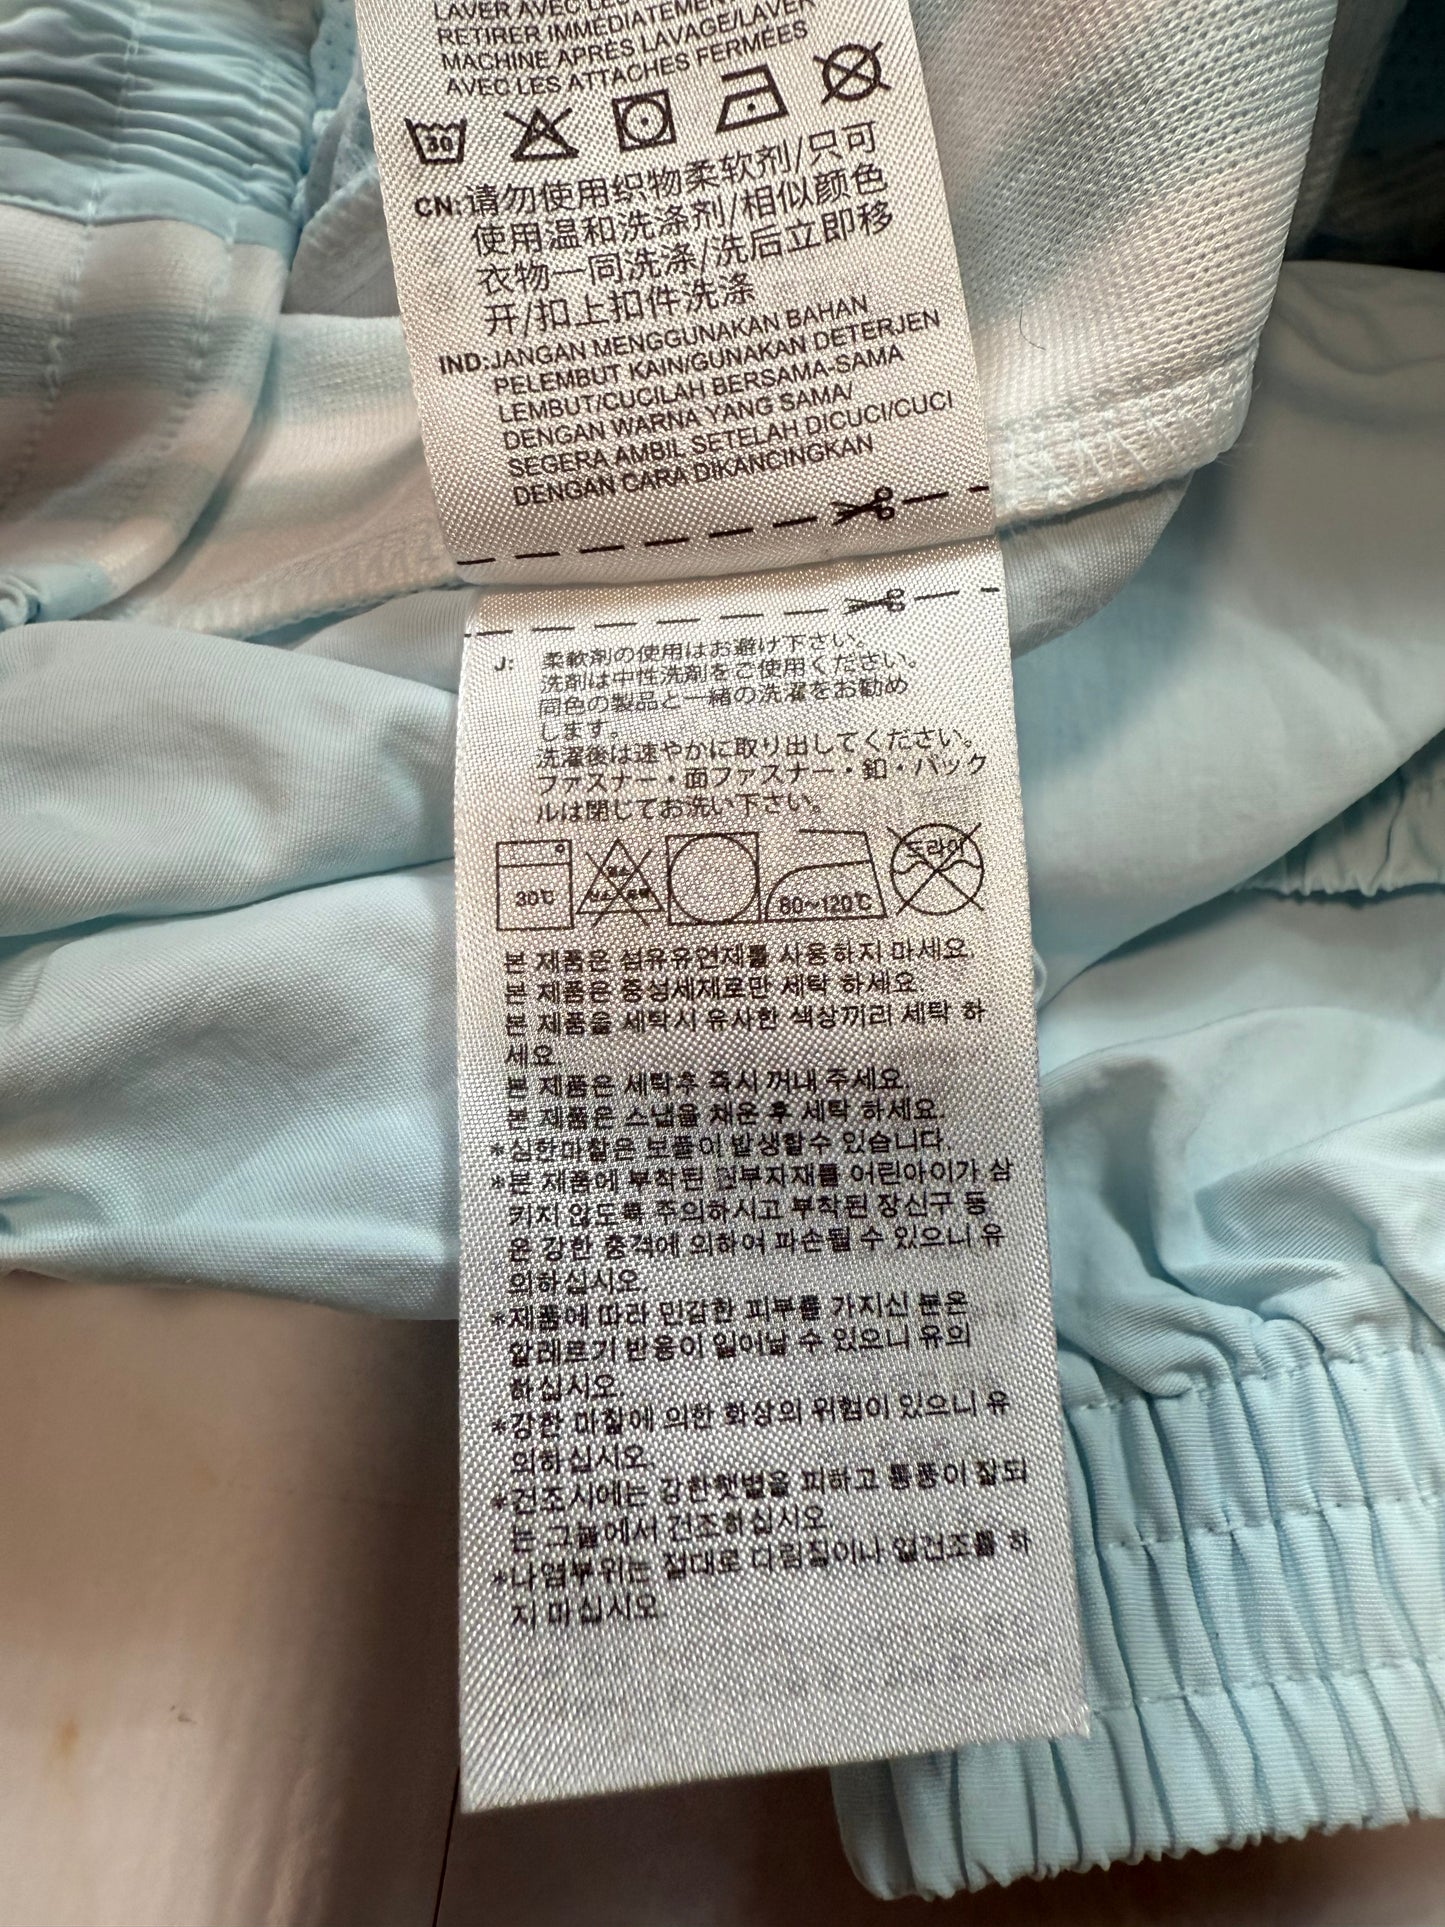 LAVER AVEC
RETIRER IMMÉDIATEMENT
MACHINE APRÈS LAVAGE/LAVER
AVEC LES ATTACHES FERMÉES
30
CN:请勿使用织物柔软剂/只可
使用温和洗涤剂/相似颜色
衣物一同洗涤/洗后立即移
开/扣上扣件洗涤
IND:JANGAN MENGGUNAKAN BAHAN
PELEMBUT KAIN/GUNAKAN DETERJEN
LEMBUT/CUCILAH BERSAMA-SAMA
DENGAN WARNA YANG SAMA/
SEGERA AMBIL SETELAH DICUCI/CUCI
DENGAN CARA DIKANCINGKAN
J: 柔軟剤の使用はお避け下さい。
洗剤は中性洗剤をご使用ください。
同色の製品と一緒の洗濯をお勧め
します。
洗濯後は速やかに取り出してください。
ファスナー・面ファスナー・釦・バック
ルは閉じてお洗い下さい。
30℃ 80~120℃ 드라이
본 제품은 섬유유연제를 사용하지 마세요.
본 제품은 중성세제로만 세탁 하세요.
본 제품을 세탁시 유사한 색상끼리 세탁 하
세요.
본 제품은 세탁후 즉시 꺼내 주세요.
본 제품은 스냅을 채운 후 세탁 하세요.
*심한마찰은 보풀이 발생할수 있습니다.
*본 제품에 부착된 견부자재를 어린아이가 삼
키지 않도록 주의하시고 부착된 장신구 등
은 강한 충격에 의하여 파손될 수 있으니 유
의하십시오.
*제품에 따라 민감한 피부를 가지신 분은
알레르기 반응이 일어날 수 있으니 유의
하십시오.
*강한 마찰에 의한 화상의 위험이 있으니 유
의하십시오.
*건조시에는 강한햇볕을 피하고 통풍이 잘되
는 그늘에서 건조하십시오.
*나염부위는 절대로 다림질이나 열건조를 하
지 마십시오.